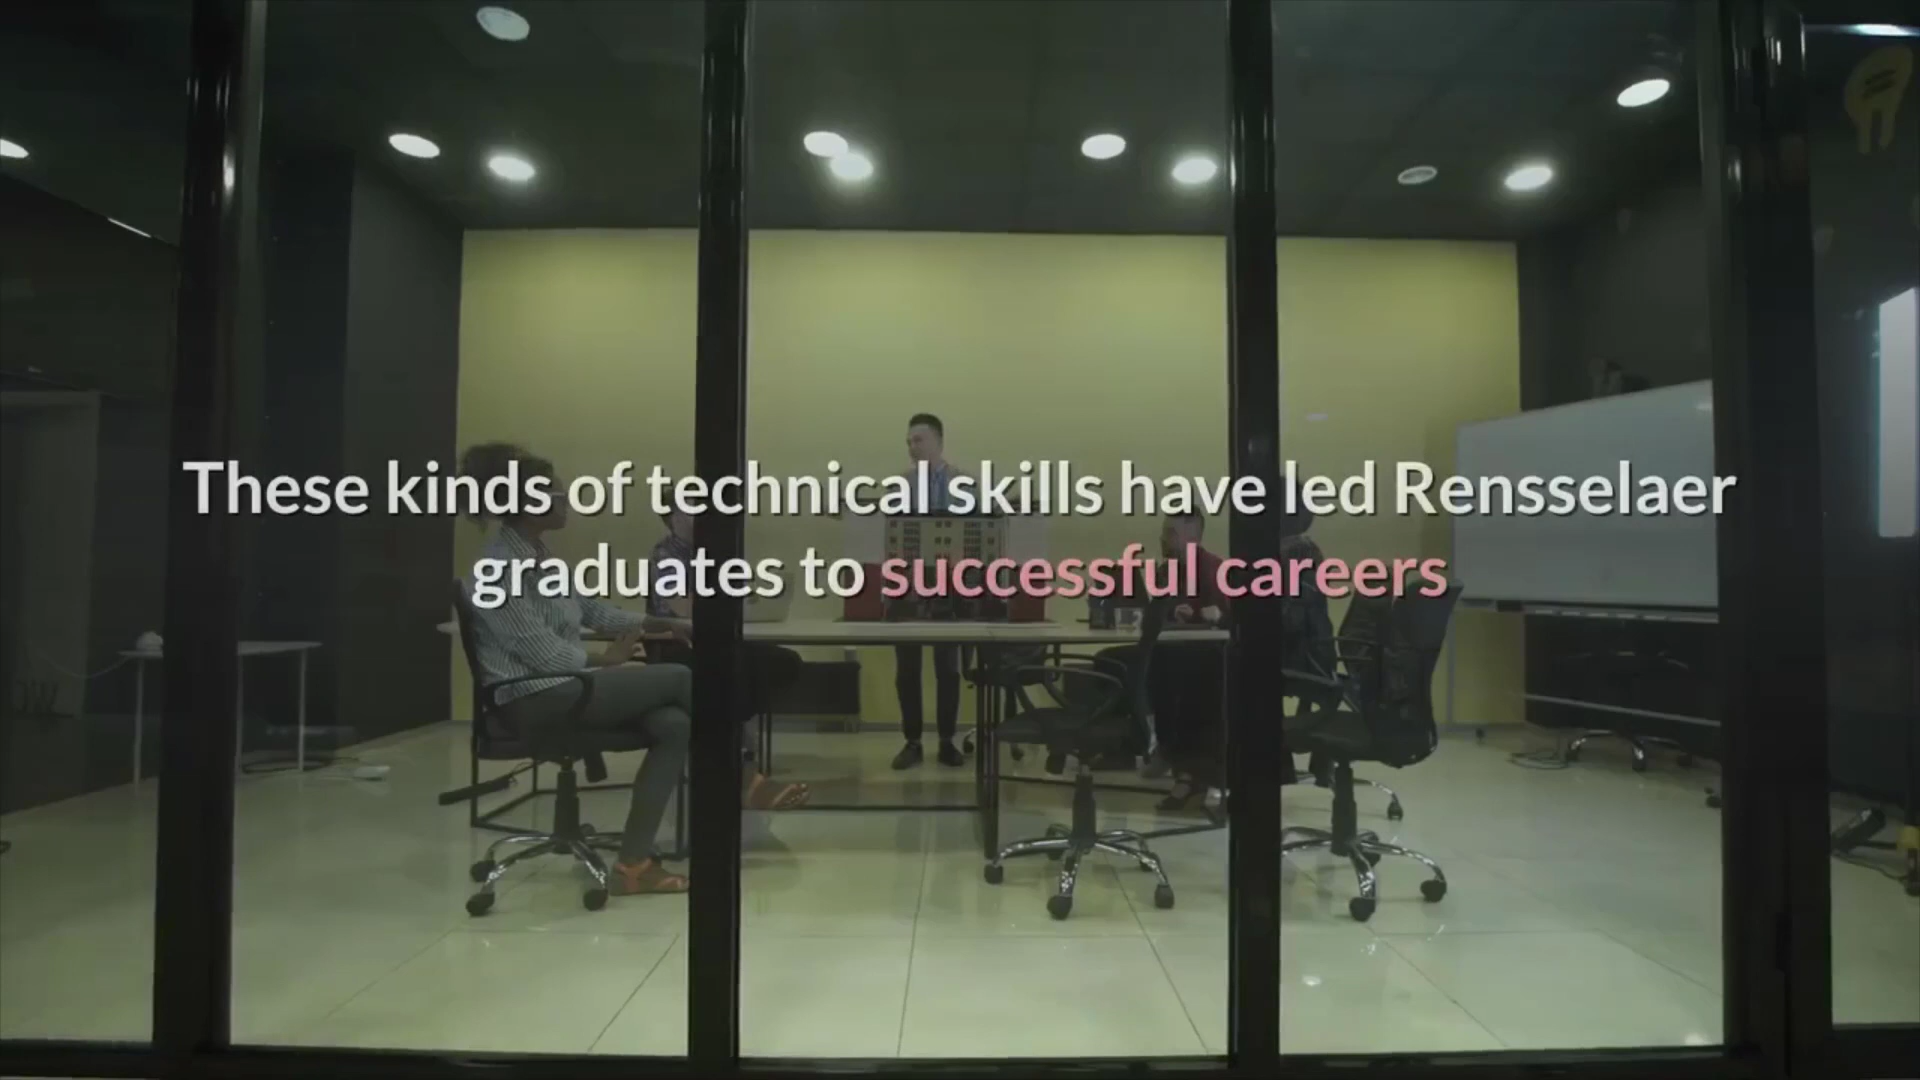 These kinds of technical skills have led Rensselaer
graduates to successful careers